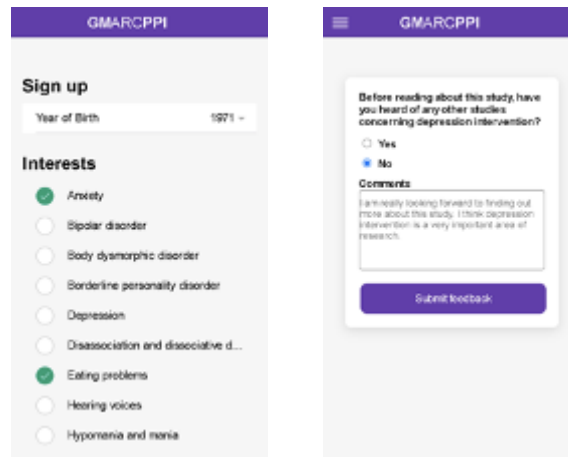 GMARCPPI
Sign up
Year of Birth 1971
Interests
Anxiety
Bipolar disorder
Body dysmorphic disorder
Borderline personality disorder
Depression
Disassociation and dissociative d...
Eating problems
Hearing voices
Hypomania and mania
GMARCPPI
Before reading about this study, have
you heard of any other studies
concerning depression intervention?
Yes
No
Comments
I am really looking forward to finding out
more about this study. I think depression
intervention is a very important area of
research.
Submit feedback